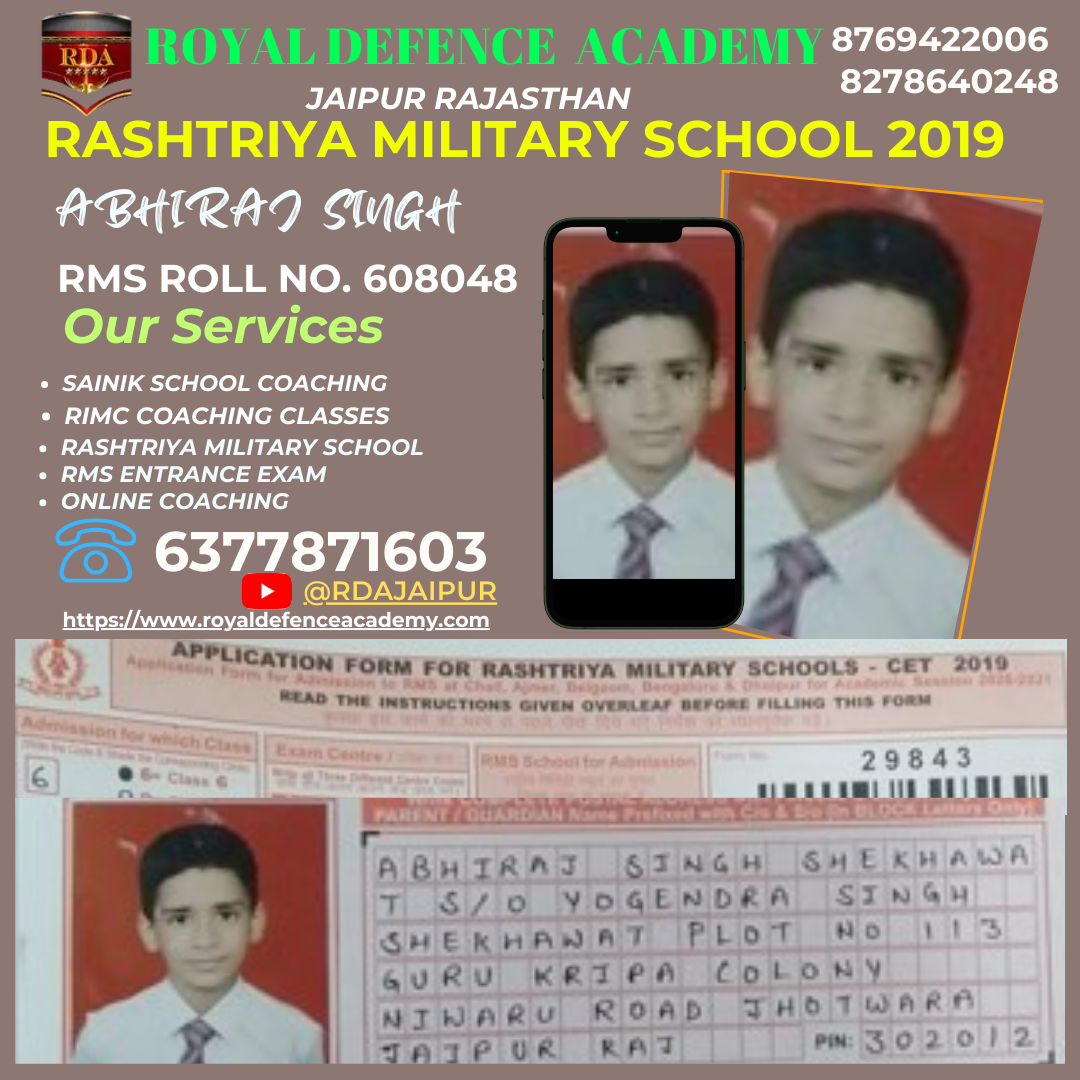 RDA
ROYAL DEFENCE ACADEMY
8769422006
8278640248
JAIPUR RAJASTHAN
RASHTRIYA MILITARY SCHOOL 2019
ABHIRAJ SINGH
RMS ROLL NO. 608048
Our Services
• SAINIK SCHOOL COACHING
• RIMC COACHING CLASSES
• RASHTRIYA MILITARY SCHOOL
• RMS ENTRANCE EXAM
• ONLINE COACHING
6377871603
@RDAJAIPUR
https://www.royaldefenceacademy.com
APPLICATION FORM FOR RASHTRIYA MILITARY SCHOOLS - CET 2019
Application Form for Admission to RMS at Chail, Ajmer, Belgaum, Bengaluru & Dholpur for Academic Session
READ THE INSTRUCTIONS GIVEN OVERLEAF BEFORE FILLING THIS FORM
Admission for which Class
Exam Centre /
RMS School for Admission
Form No.
29843
6
6= Class 6
PARENT / GUARDIAN Name Prefixed with C/o & S/o (In BLOCK Letters Only)
ABHIRAJ SINGH SHEKHAWA
T S/O YOGENDRA SINGH
SHEKHAWAT PLOT NO 113
GURU KRIPA COLONY
NIWARU ROAD JHOTWARA
JAIPUR RAJ PIN: 302012